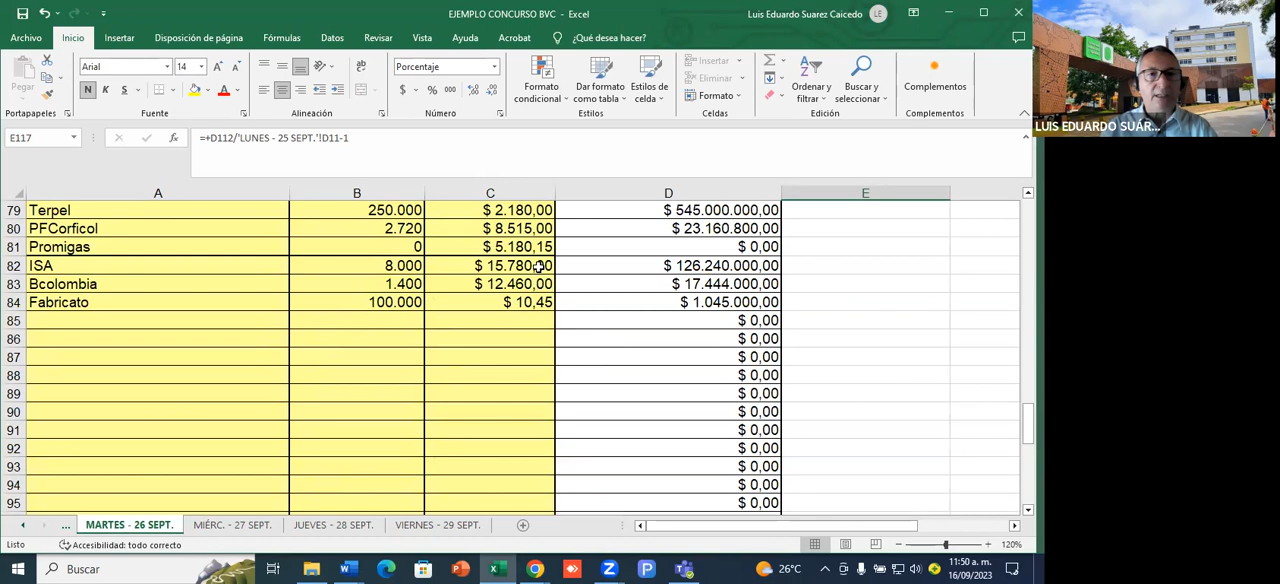 EJEMPLO CONCURSO BVC - Excel
Luis Eduardo Suarez Caicedo LE
Archivo Inicio Insertar Disposición de página Fórmulas Datos Revisar Vista Ayuda Acrobat ¿Qué desea hacer?
Pegar
Arial 14
N K S
Porcentaje
$ % 000
Formato condicional
Dar formato como tabla
Estilos de celda
Insertar
Eliminar
Formato
Ordenar y filtrar
Buscar y seleccionar
Complementos
Portapapeles Fuente Alineación Número Estilos Celdas Edición Complementos
E117 fx =+D112/'LUNES - 25 SEPT.'!D11-1
A B C D E
79 Terpel 250.000 $ 2.180,00 $ 545.000.000,00
80 PFCorficol 2.720 $ 8.515,00 $ 23.160.800,00
81 Promigas 0 $ 5.180,15 $ 0,00
82 ISA 8.000 $ 15.780,00 $ 126.240.000,00
83 Bcolombia 1.400 $ 12.460,00 $ 17.444.000,00
84 Fabricato 100.000 $ 10,45 $ 1.045.000,00
85 $ 0,00
86 $ 0,00
87 $ 0,00
88 $ 0,00
89 $ 0,00
90 $ 0,00
91 $ 0,00
92 $ 0,00
93 $ 0,00
94 $ 0,00
95 $ 0,00
... MARTES - 26 SEPT. MIÉRC. - 27 SEPT. JUEVES - 28 SEPT. VIERNES - 29 SEPT.
Listo Accesibilidad: todo correcto 120%
Buscar 26°C 11:50 a. m.
16/09/2023
LUIS EDUARDO SUÁR...